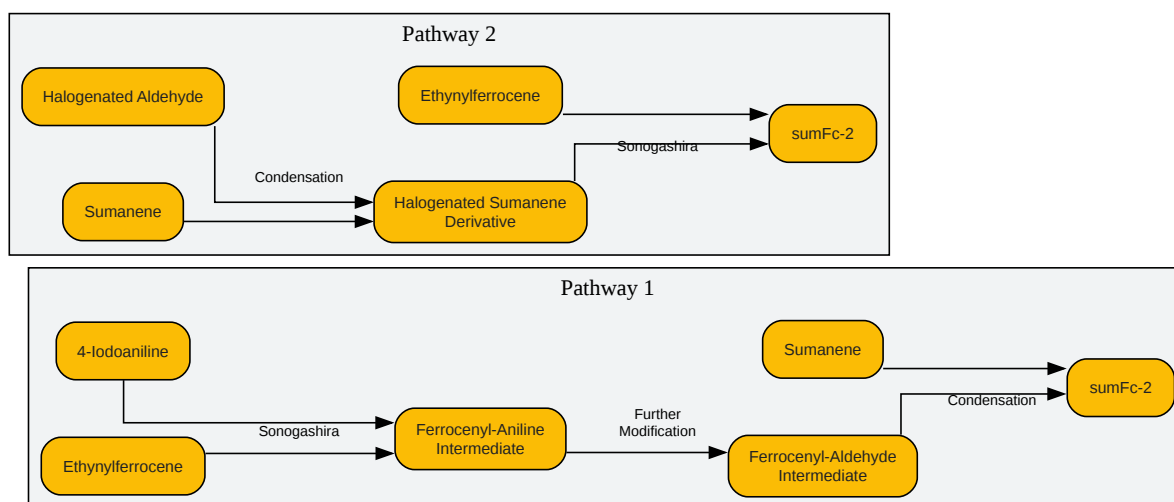 Pathway 2
Halogenated Aldehyde
Ethynylferrocene
sumFc-2
Sonogashira
Condensation
Sumanene
Halogenated Sumanene
Derivative
Pathway 1
4-Iodoaniline
Sumanene
sumFc-2
Condensation
Further
Modification
Sonogashira
Ferrocenyl-Aniline
Intermediate
Ethynylferrocene
Ferrocenyl-Aldehyde
Intermediate